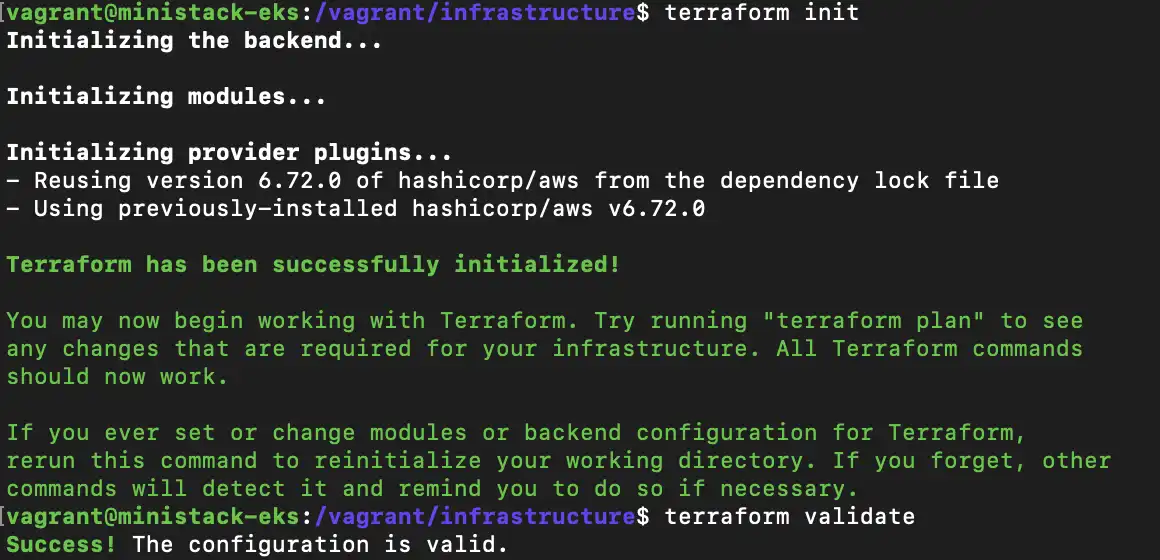 [vagrant@ministack-eks:/vagrant/infrastructure$ terraform init
Initializing the backend...
Initializing modules...
Initializing provider plugins...
- Reusing version 6.72.0 of hashicorp/aws from the dependency lock file
- Using previously-installed hashicorp/aws v6.72.0
Terraform has been successfully initialized!
You may now begin working with Terraform. Try running "terraform plan" to see
any changes that are required for your infrastructure. All Terraform commands
should now work.
If you ever set or change modules or backend configuration for Terraform,
rerun this command to reinitialize your working directory. If you forget, other
commands will detect it and remind you to do so if necessary.
[vagrant@ministack-eks:/vagrant/infrastructure$ terraform validate
Success! The configuration is valid.